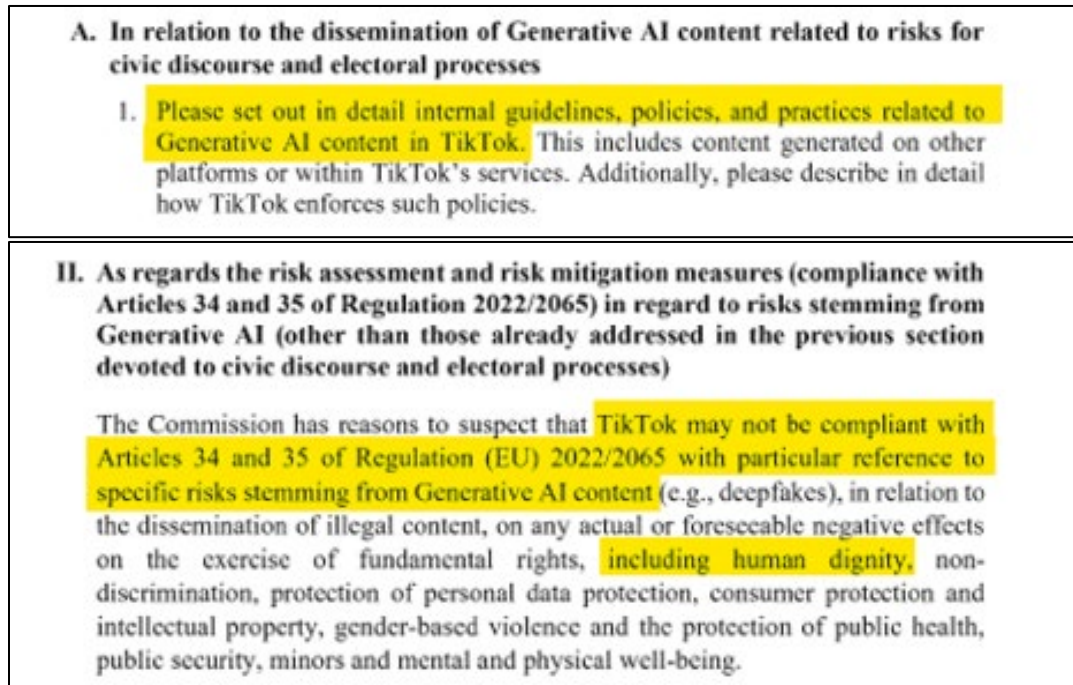 A. In relation to the dissemination of Generative AI content related to risks for
civic discourse and electoral processes
1. Please set out in detail internal guidelines, policies, and practices related to
Generative AI content in TikTok. This includes content generated on other
platforms or within TikTok's services. Additionally, please describe in detail
how TikTok enforces such policies.
II. As regards the risk assessment and risk mitigation measures (compliance with
Articles 34 and 35 of Regulation 2022/2065) in regard to risks stemming from
Generative AI (other than those already addressed in the previous section
devoted to civic discourse and electoral processes)
The Commission has reasons to suspect that TikTok may not be compliant with
Articles 34 and 35 of Regulation (EU) 2022/2065 with particular reference to
specific risks stemming from Generative AI content (e.g., deepfakes), in relation to
the dissemination of illegal content, on any actual or foreseeable negative effects
on the exercise of fundamental rights, including human dignity, non-
discrimination, protection of personal data protection, consumer protection and
intellectual property, gender-based violence and the protection of public health,
public security, minors and mental and physical well-being.